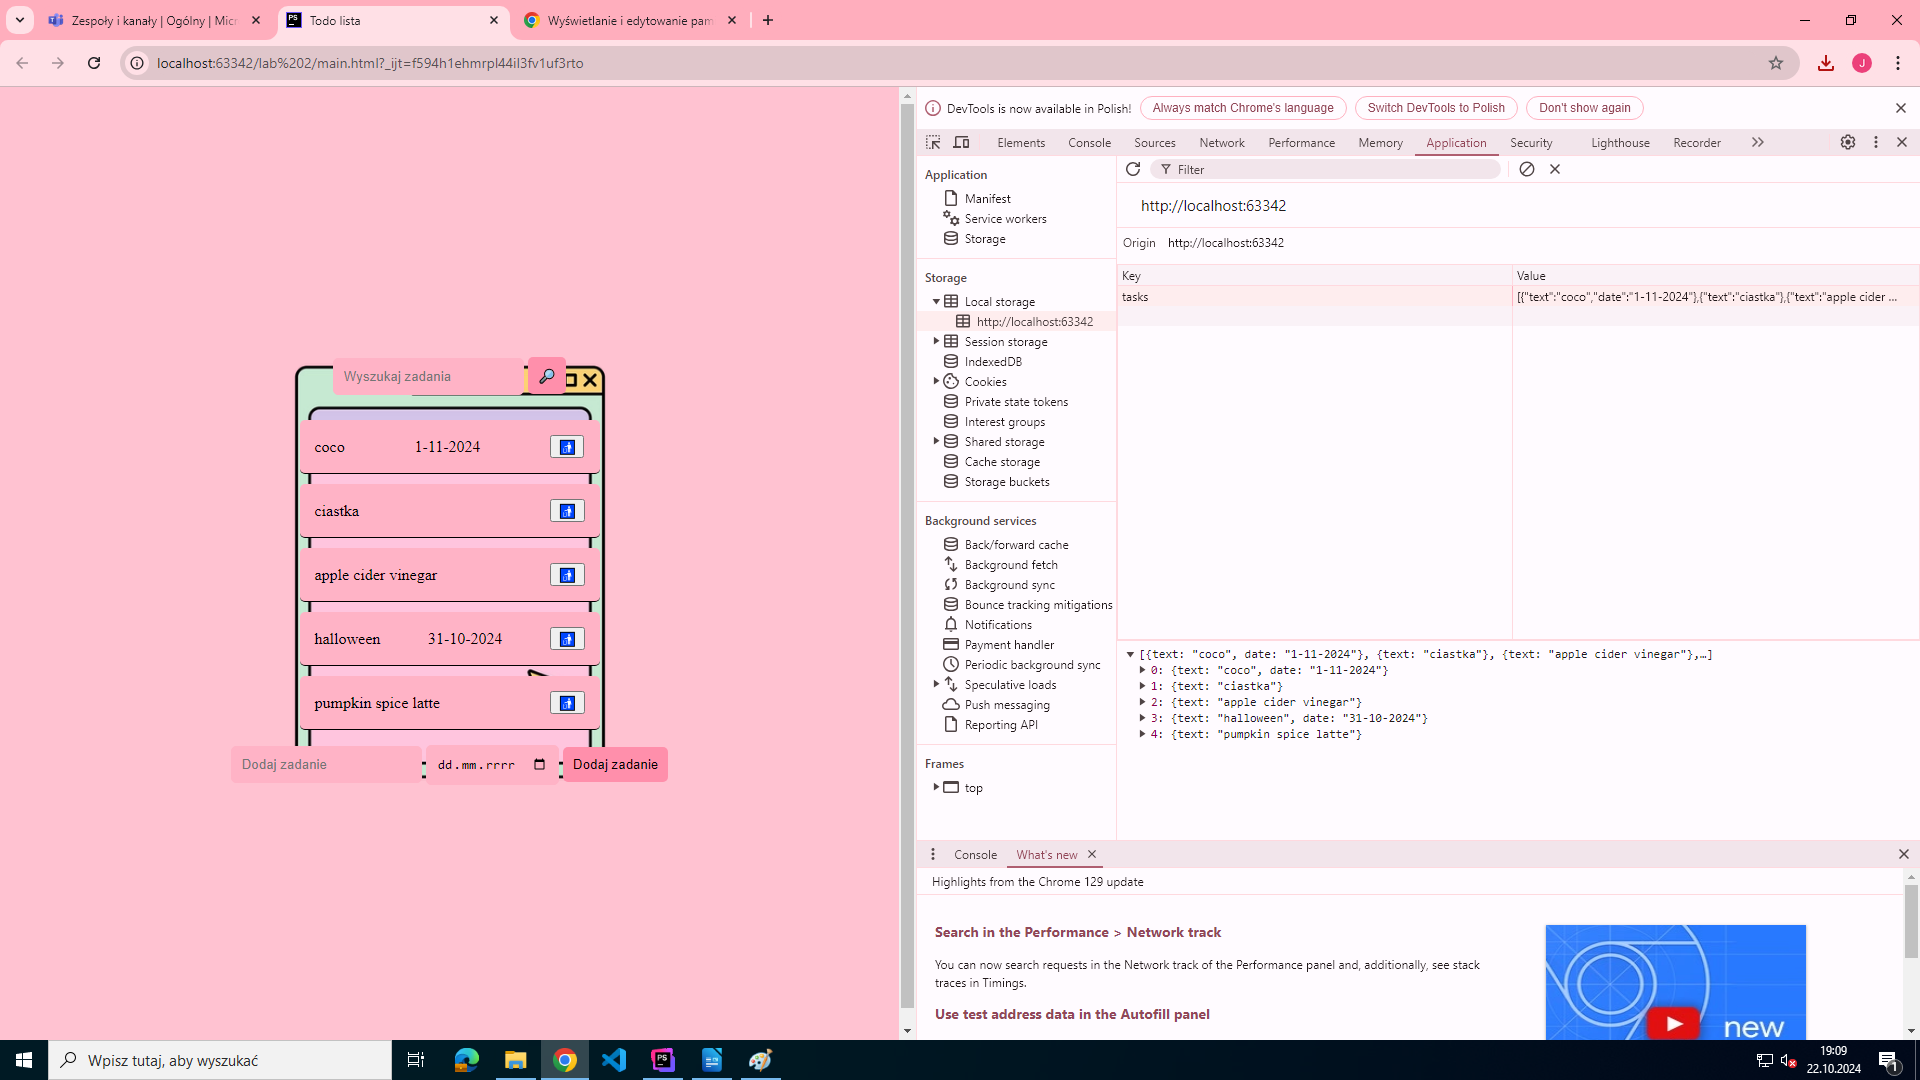 Zespoły i kanały | Ogólny | Micr
Todo lista
Wyświetlanie i edytowanie pam
localhost:63342/lab%202/main.html?_ijt=f594h1ehmrpl44il3fv1uf3rto
J
DevTools is now available in Polish!
Always match Chrome's language
Switch DevTools to Polish
Don't show again
Elements
Console
Sources
Network
Performance
Memory
Application
Security
Lighthouse
Recorder
Application
Manifest
Service workers
Storage
Storage
Local storage
http://localhost:63342
Session storage
IndexedDB
Cookies
Private state tokens
Interest groups
Shared storage
Cache storage
Storage buckets
Background services
Back/forward cache
Background fetch
Background sync
Bounce tracking mitigations
Notifications
Payment handler
Periodic background sync
Speculative loads
Push messaging
Reporting API
Frames
top
Filter
http://localhost:63342
Origin http://localhost:63342
Key Value
tasks [{"text":"coco","date":"1-11-2024"},{"text":"ciastka"},{"text":"apple cider ...
[{text: "coco", date: "1-11-2024"}, {text: "ciastka"}, {text: "apple cider vinegar"},…]
0: {text: "coco", date: "1-11-2024"}
1: {text: "ciastka"}
2: {text: "apple cider vinegar"}
3: {text: "halloween", date: "31-10-2024"}
4: {text: "pumpkin spice latte"}
Wyszukaj zadania
coco 1-11-2024
ciastka
apple cider vinegar
halloween 31-10-2024
pumpkin spice latte
Dodaj zadanie
dd.mm.rrrr
Dodaj zadanie
Console
What's new
Highlights from the Chrome 129 update
Search in the Performance > Network track
You can now search requests in the Network track of the Performance panel and, additionally, see stack
traces in Timings.
Use test address data in the Autofill panel
new
Wpisz tutaj, aby wyszukać
PS
19:09
22.10.2024
1